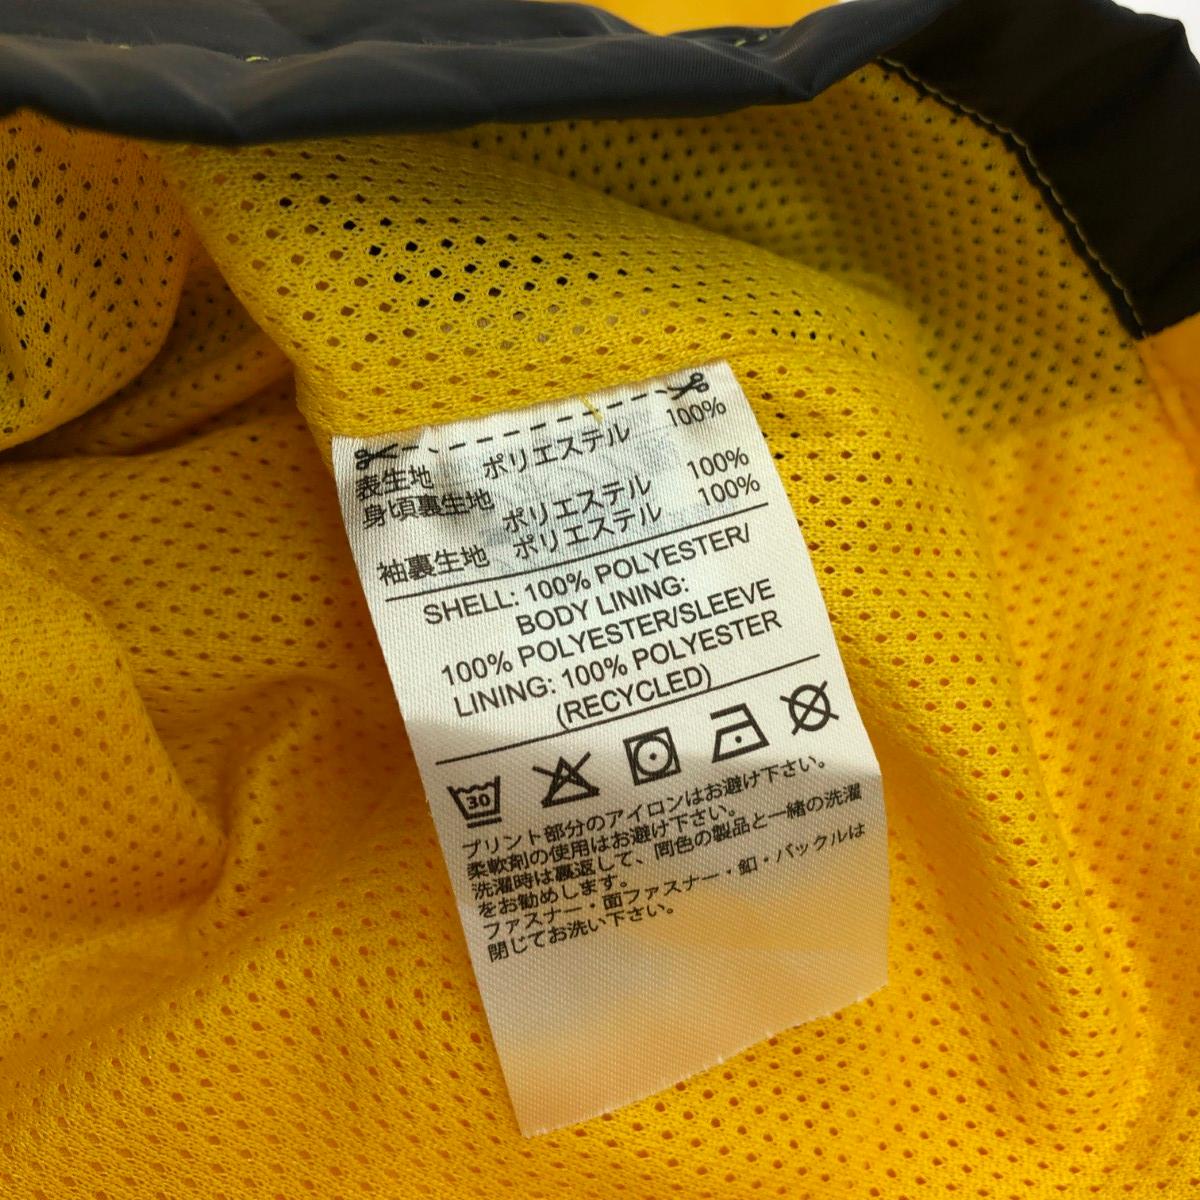 表生地 ポリエステル 100%
身頃裏生地 ポリエステル 100%
袖裏生地 ポリエステル 100%
SHELL: 100% POLYESTER/
BODY LINING:
100% POLYESTER/SLEEVE
LINING: 100% POLYESTER
(RECYCLED)
30
プリント部分のアイロンはお避け下さい。
柔軟剤の使用はお避け下さい。
洗濯時は裏返して、同色の製品と一緒の洗濯
をお勧めします。
ファスナー・面ファスナー・釦・バックルは
閉じてお洗い下さい。